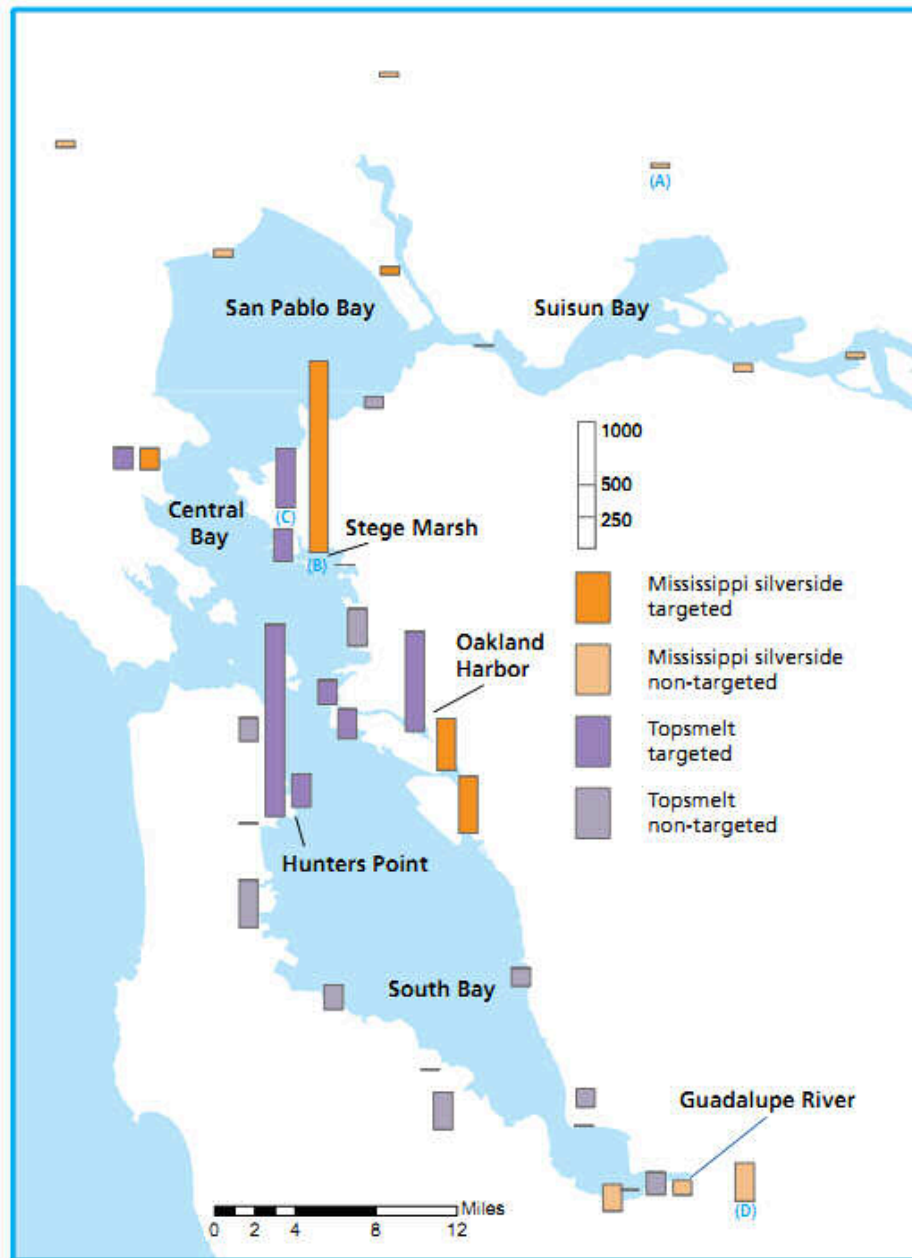 (A)
San Pablo Bay
Suisun Bay
1000
500
250
Central
Bay
(C)
Stege Marsh
(B)
Mississippi silverside
targeted
Mississippi silverside
non-targeted
Topsmelt
targeted
Topsmelt
non-targeted
Oakland
Harbor
Hunters Point
South Bay
Guadalupe River
(D)
Miles
0 2 4 8 12